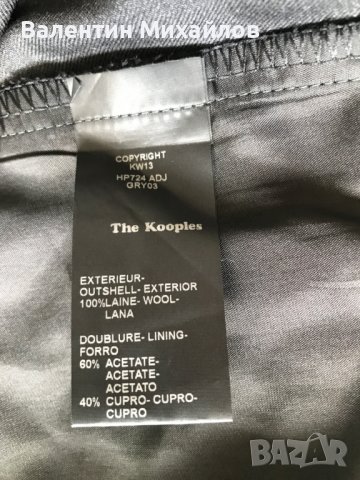 Валентин Михайлов
COPYRIGHT
KW13
HP724 ADJ
GRY03
The Kooples
EXTERIEUR-
OUTSHELL- EXTERIOR
100%LAINE- WOOL-
LANA
DOUBLURE- LINING-
FORRO
60% ACETATE-
ACETATE-
ACETATO
40% CUPRO- CUPRO-
CUPRO
BAZAR